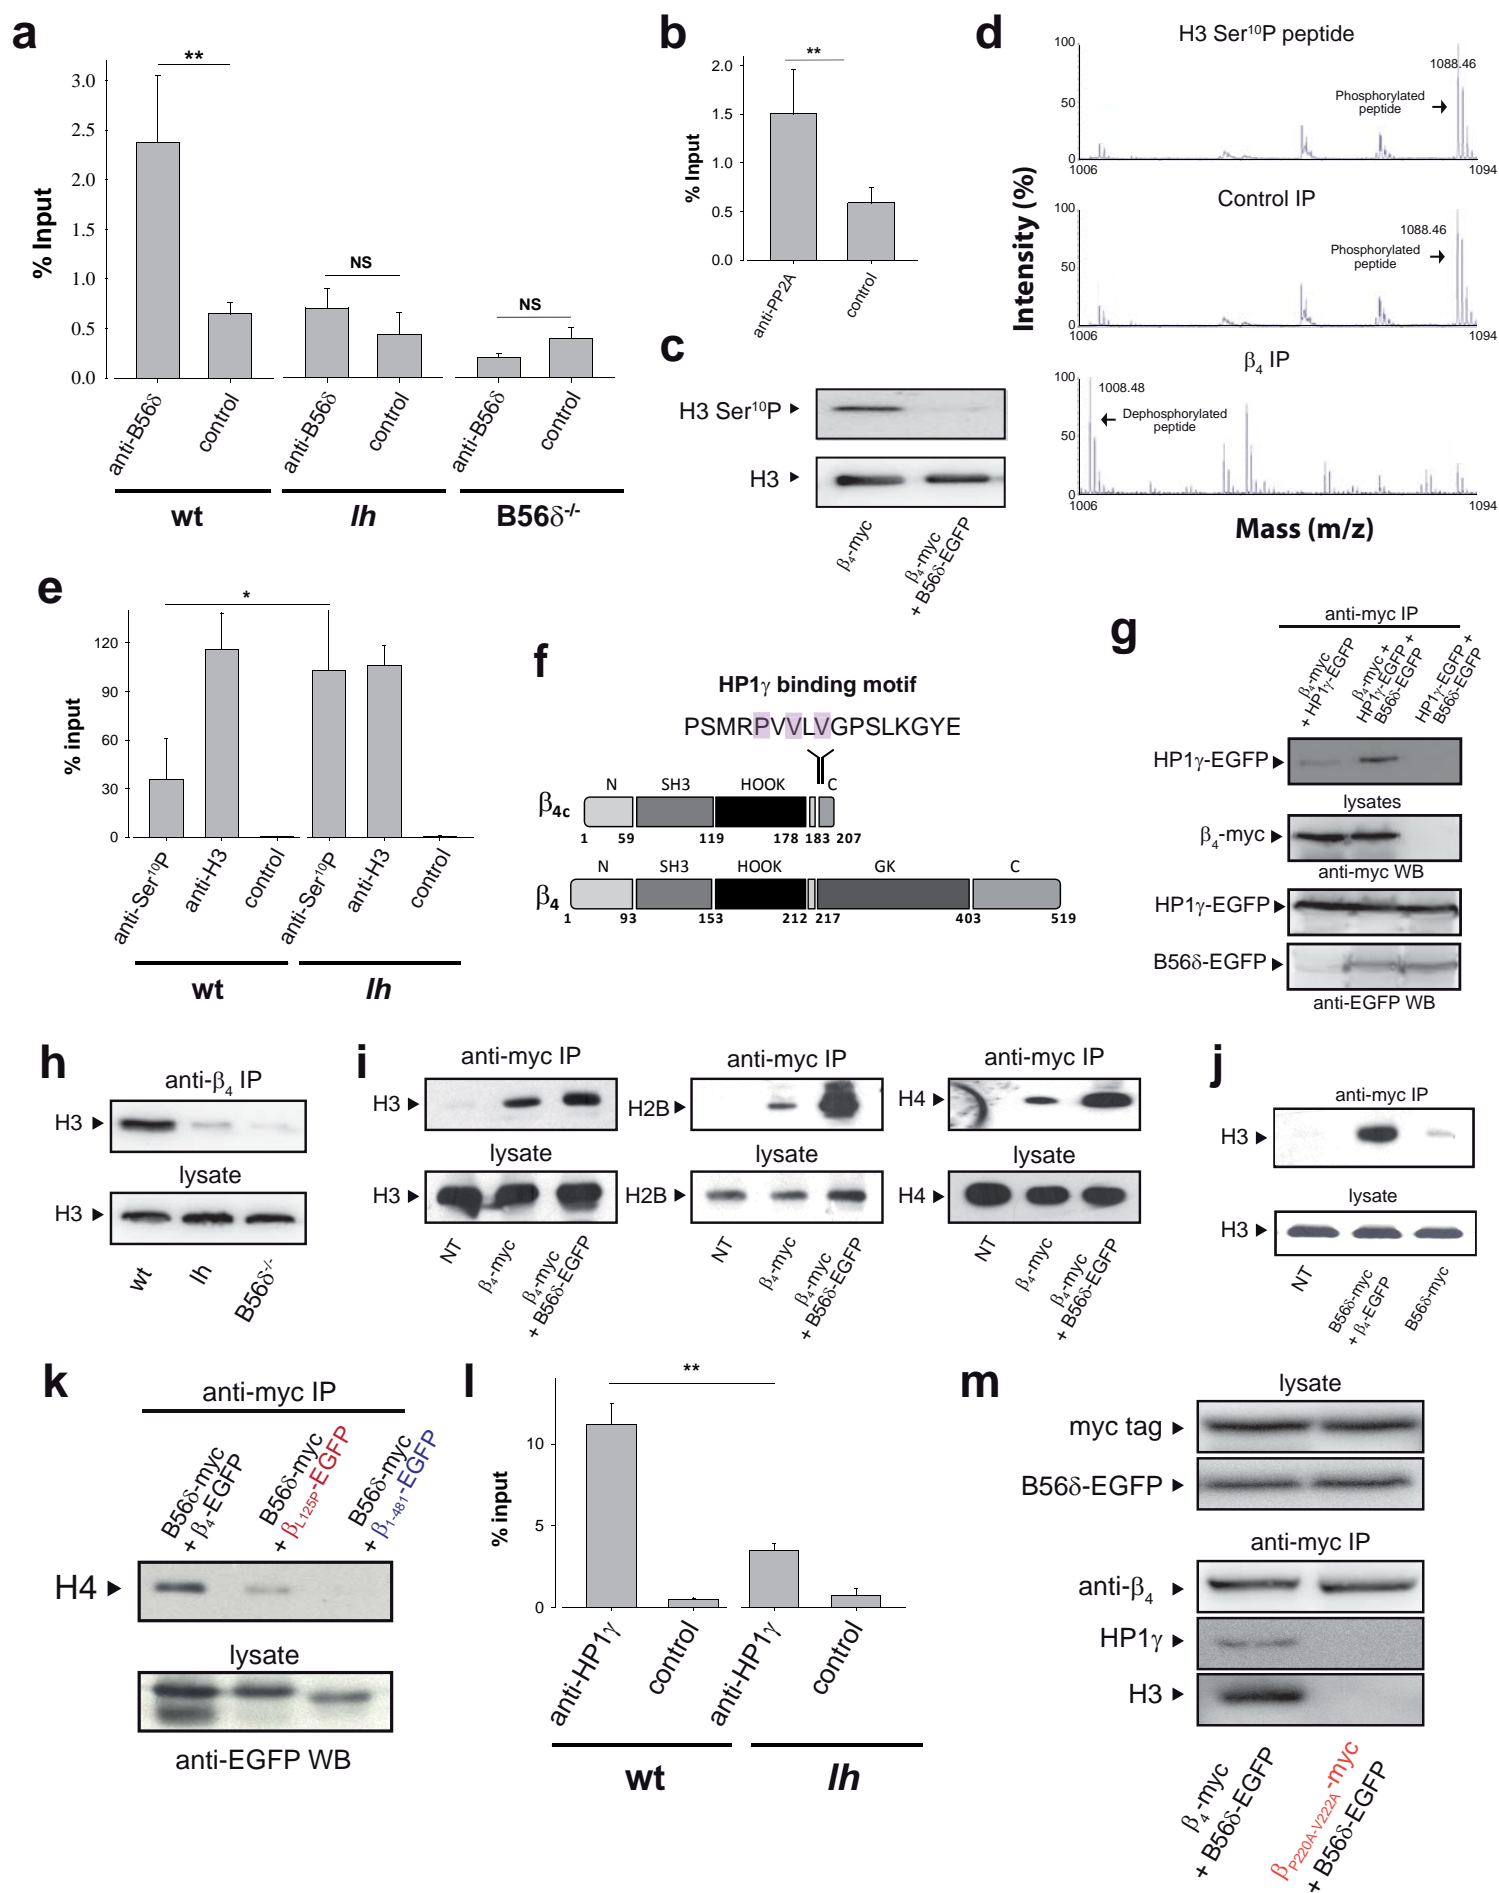 a
**
3.0
2.5
2.0
1.5
1.0
0.5
0.0
% Input
NS
NS
anti-B56δ
control
anti-B56δ
control
anti-B56δ
control
wt
lh
B56δ-/-
b
**
2.0
1.5
1.0
0.5
0.0
% Input
anti-PP2A
control
c
H3 Ser10P
H3
β4-myc
β4-myc
+ B56δ-EGFP
d
H3 Ser10P peptide
100
50
0
1088.46
Phosphorylated
peptide
1006
1094
Control IP
100
50
0
1088.46
Phosphorylated
peptide
1006
1094
β4 IP
100
50
0
1008.48
Dephosphorylated
peptide
1006
1094
Intensity (%)
Mass (m/z)
e
*
120
90
60
30
0
% input
anti-Ser10P
anti-H3
control
anti-Ser10P
anti-H3
control
wt
lh
f
HP1γ binding motif
PSMRPVVLVGPSLKGYE
N SH3 HOOK C
β4c
1 59 119 178 183 207
N SH3 HOOK GK C
β4
1 93 153 212 217 403 519
g
anti-myc IP
β4-myc
+ HP1γ-EGFP
β4-myc +
HP1γ-EGFP +
B56δ-EGFP
HP1γ-EGFP +
B56δ-EGFP
HP1γ-EGFP
lysates
β4-myc
anti-myc WB
HP1γ-EGFP
B56δ-EGFP
anti-EGFP WB
h
anti-β4 IP
H3
lysate
H3
wt
lh
B56δ-/-
i
anti-myc IP
H3
lysate
H3
NT
β4-myc
β4-myc
+ B56δ-EGFP
anti-myc IP
H2B
lysate
H2B
NT
β4-myc
β4-myc
+ B56δ-EGFP
anti-myc IP
H4
lysate
H4
NT
β4-myc
β4-myc
+ B56δ-EGFP
j
anti-myc IP
H3
lysate
H3
NT
B56δ-myc
+ β4-EGFP
B56δ-myc
k
anti-myc IP
B56δ-myc
+ β4-EGFP
B56δ-myc
+ βL125P-EGFP
B56δ-myc
+ β1-481-EGFP
H4
lysate
anti-EGFP WB
l
**
10
5
0
% input
anti-HP1γ
control
anti-HP1γ
control
wt
lh
m
lysate
myc tag
B56δ-EGFP
anti-myc IP
anti-β4
HP1γ
H3
β4-myc
+ B56δ-EGFP
βP220A-V222A-myc
+ B56δ-EGFP